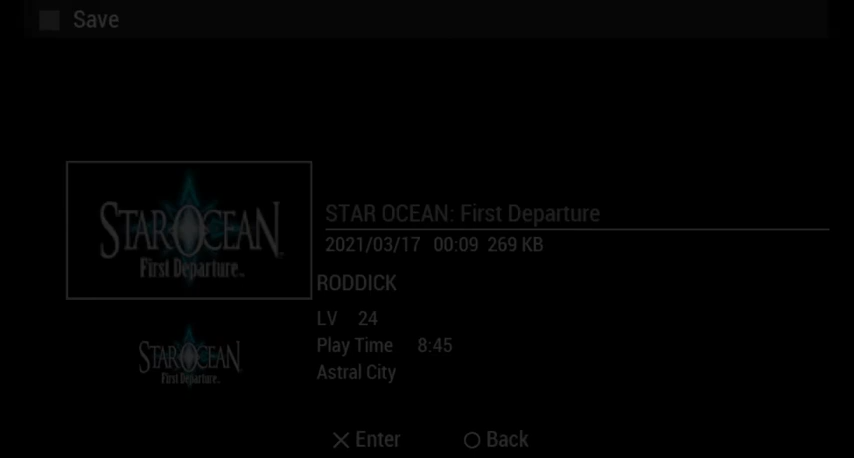 Save
STAR OCEAN
First Departure
STAR OCEAN: First Departure
2021/03/17 00:09 269 KB
RODDICK
LV 24
Play Time 8:45
Astral City
STAR OCEAN
First Departure
Enter Back